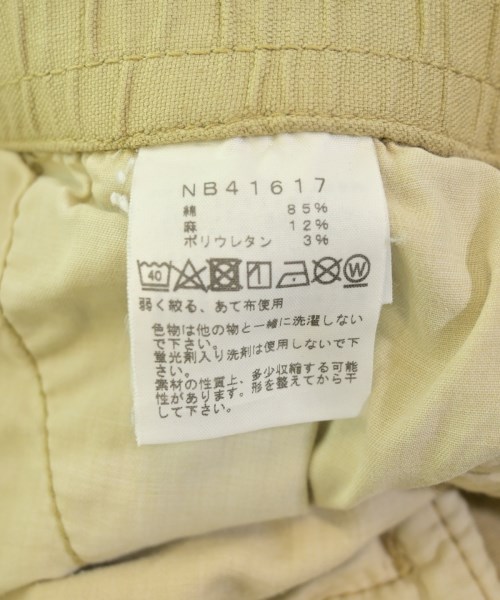 NB41617
綿 85%
麻 12%
ポリウレタン 3%
40 W
弱く絞る、あて布使用
色物は他の物と一緒に洗濯しない
で下さい。
蛍光剤入り洗剤は使用しないで下
さい。
素材の性質上、多少収縮する可能
性があります。形を整えてから干
して下さい。